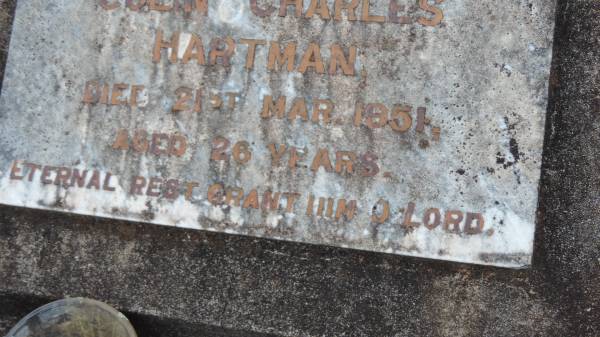 COLIN CHARLES
HARTMAN.
DIED 21ST MAR. 1951,
AGED 26 YEARS.
ETERNAL REST GRANT HIM O LORD.